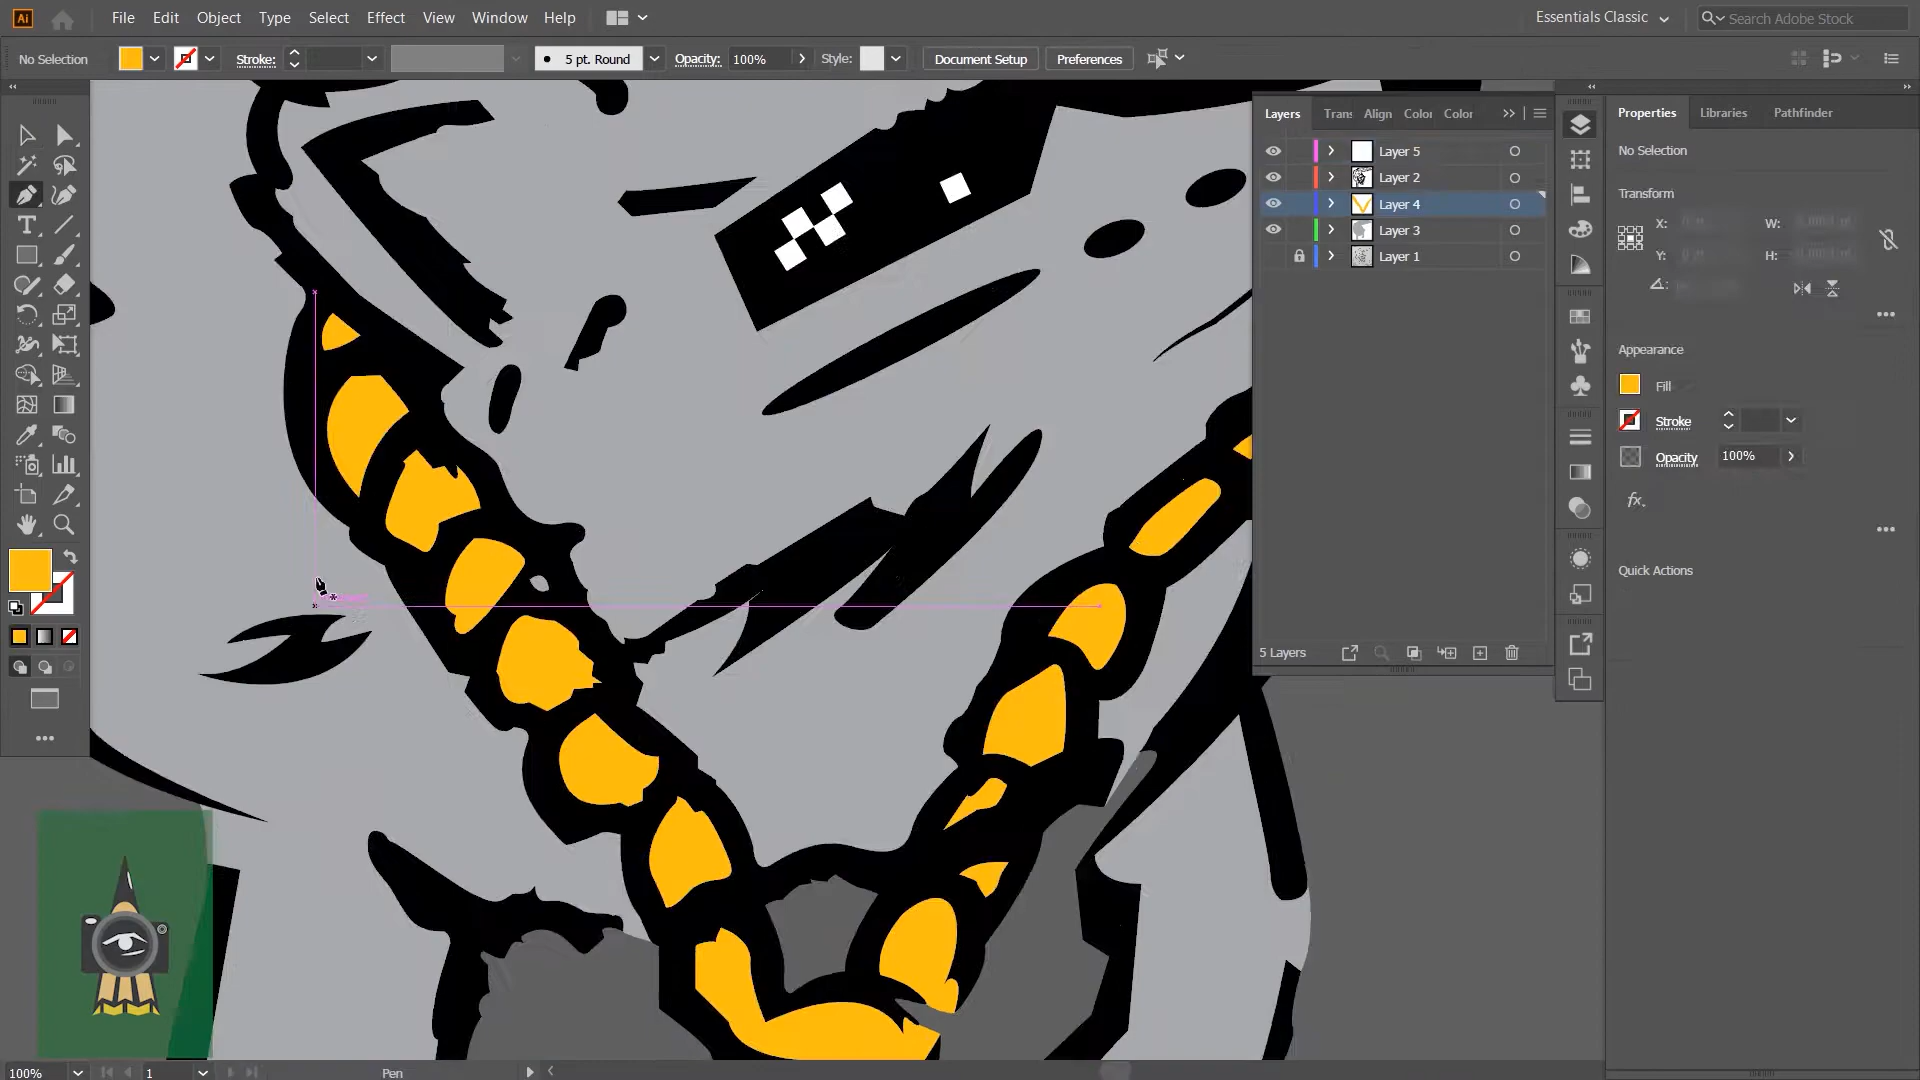 Ai File Edit Object Type Select Effect View Window Help Essentials Classic Search Adobe Stock
No Selection Stroke: 5 pt. Round Opacity: 100% Style: Document Setup Preferences
Layers Trans Align Color Color
Properties Libraries Pathfinder
Layer 5
Layer 2
Layer 4
Layer 3
Layer 1
5 Layers
No Selection
Transform
X: W:
Y: H:
Appearance
Fill
Stroke
Opacity 100%
fx.
Quick Actions
100% 1 Pen